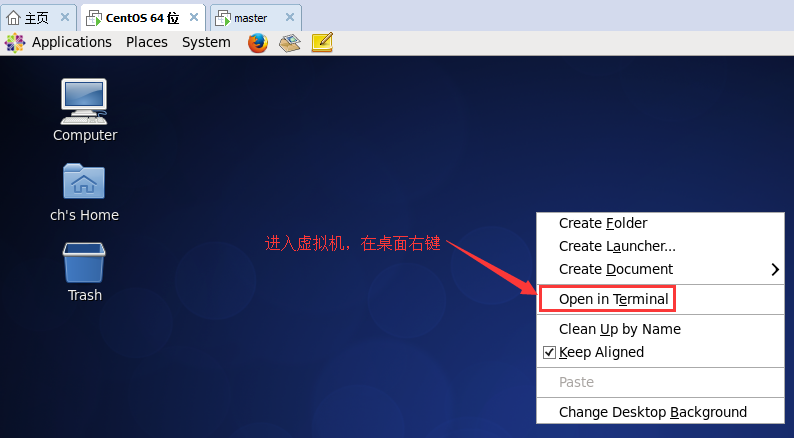 主页
CentOS 64 位
master
Applications
Places
System
Computer
ch's Home
Trash
进入虚拟机，在桌面右键
Create Folder
Create Launcher...
Create Document
Open in Terminal
Clean Up by Name
Keep Aligned
Paste
Change Desktop Background